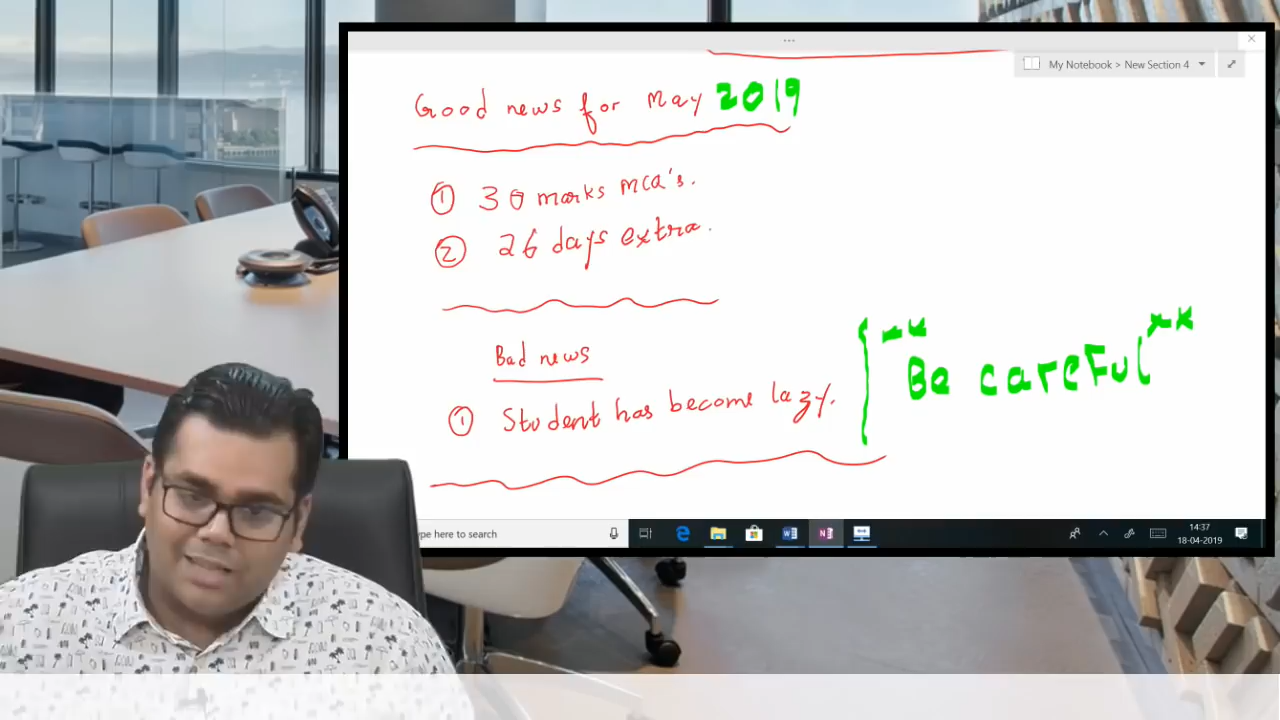 My Notebook > New Section 4
Good news for May 2019
① 30 marks MCQ's.
② 26 days extra.
Bad news
① Student has become lazy.
** Be careful **
ype here to search
14:37
18-04-2019